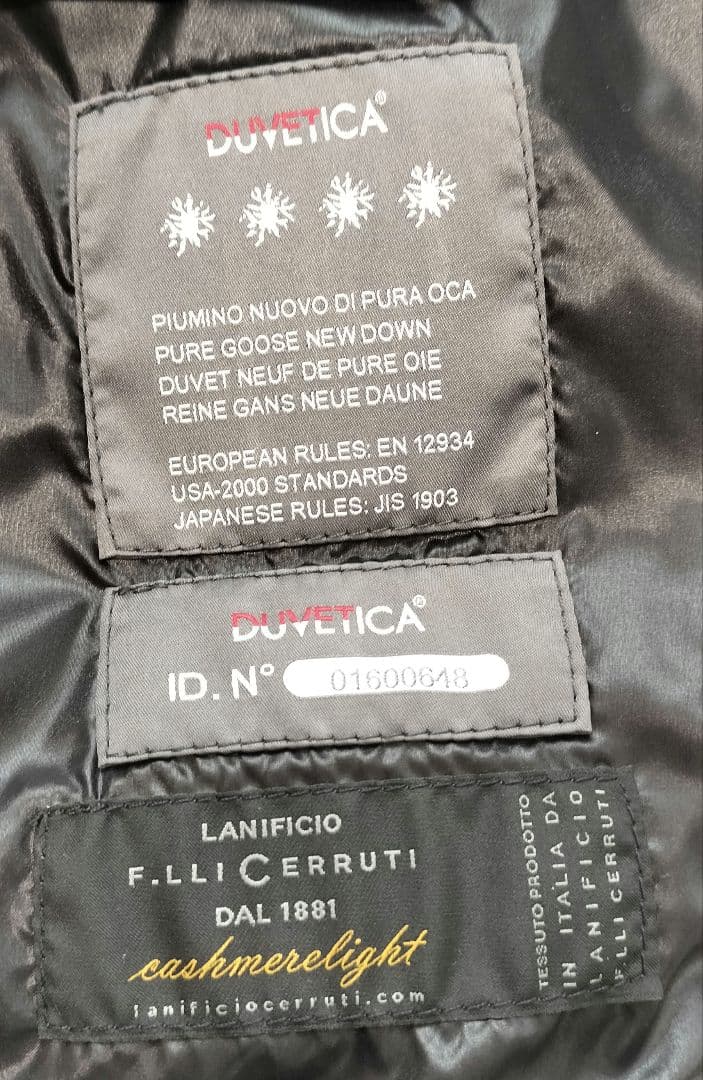 DUVETICA®
PIUMINO NUOVO DI PURA OCA
PURE GOOSE NEW DOWN
DUVET NEUF DE PURE OIE
REINE GANS NEUE DAUNE
EUROPEAN RULES: EN 12934
USA-2000 STANDARDS
JAPANESE RULES: JIS 1903
DUVETICA®
ID. N° 01600648
LANIFICIO
F.LLI CERRUTI
DAL 1881
cashmerelight
lanificiocerruti.com
TESSUTO PRODOTTO
IN ITALIA DA
LANIFICIO
F.LLI CERRUTI